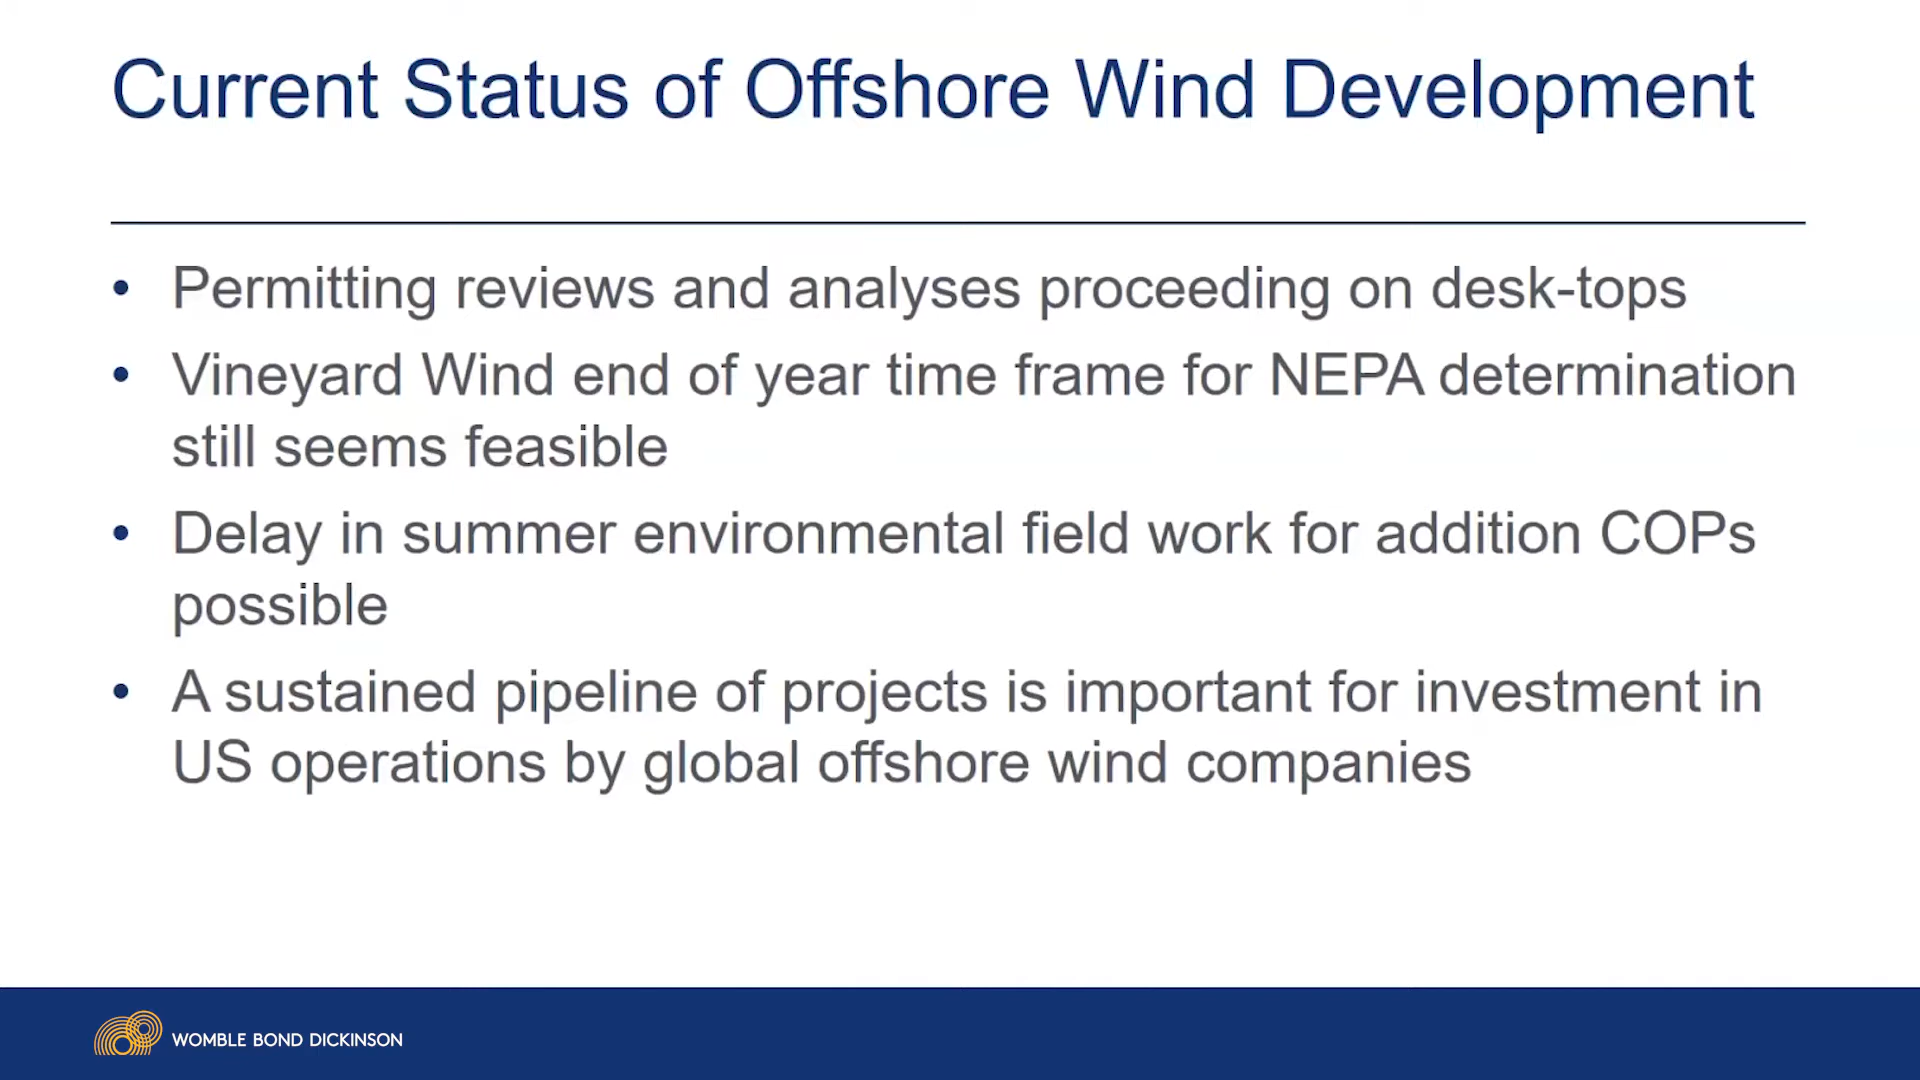 Current Status of Offshore Wind Development
• Permitting reviews and analyses proceeding on desk-tops
• Vineyard Wind end of year time frame for NEPA determination
still seems feasible
• Delay in summer environmental field work for addition COPs
possible
• A sustained pipeline of projects is important for investment in
US operations by global offshore wind companies
WOMBLE BOND DICKINSON